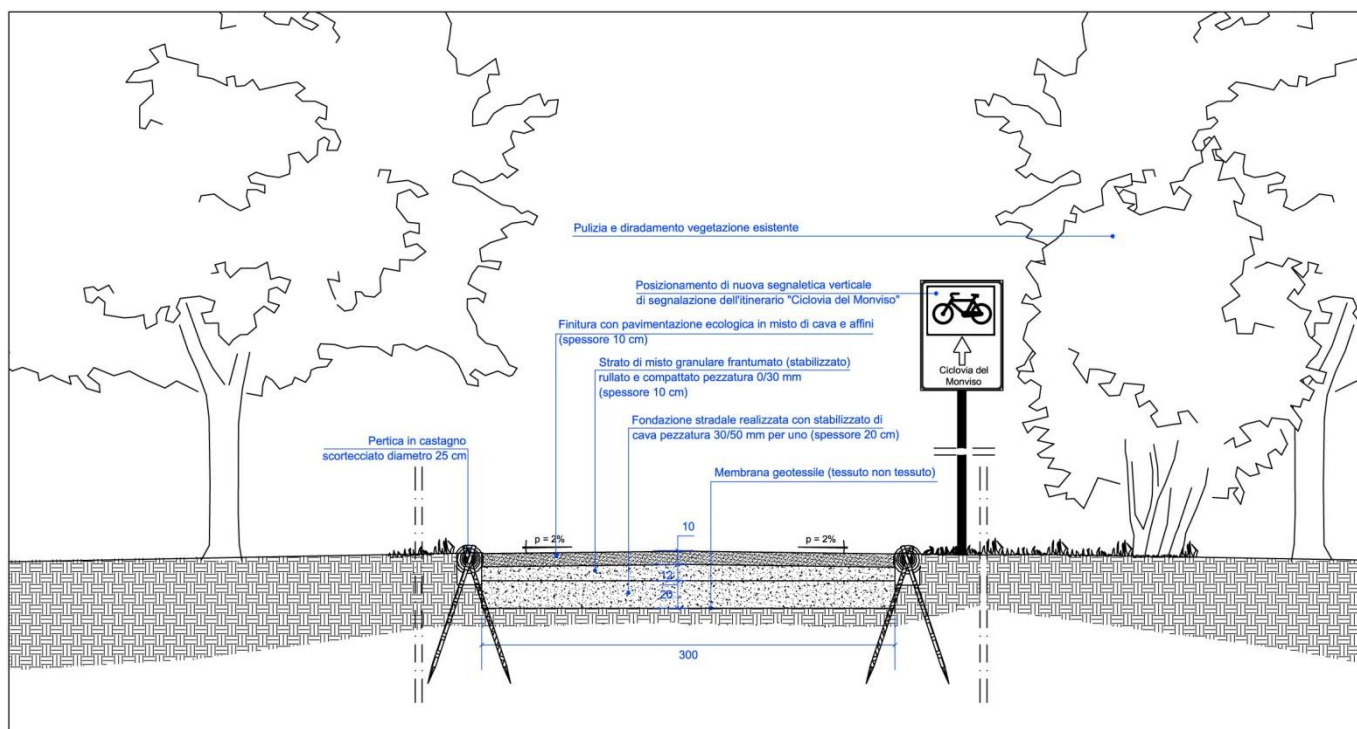 Pulizia e diradamento vegetazione esistente
Posizionamento di nuova segnaletica verticale
di segnalazione dell'itinerario "Ciclovia del Monviso"
Finitura con pavimentazione ecologica in misto di cava e affini
(spessore 10 cm)
Strato di misto granulare frantumato (stabilizzato)
rullato e compattato pezzatura 0/30 mm
(spessore 10 cm)
Fondazione stradale realizzata con stabilizzato di
cava pezzatura 30/50 mm per uno (spessore 20 cm)
Pertica in castagno
scortecciato diametro 25 cm
Membrana geotessile (tessuto non tessuto)
Ciclovia del
Monviso
10
p = 2%
p = 2%
12
20
300